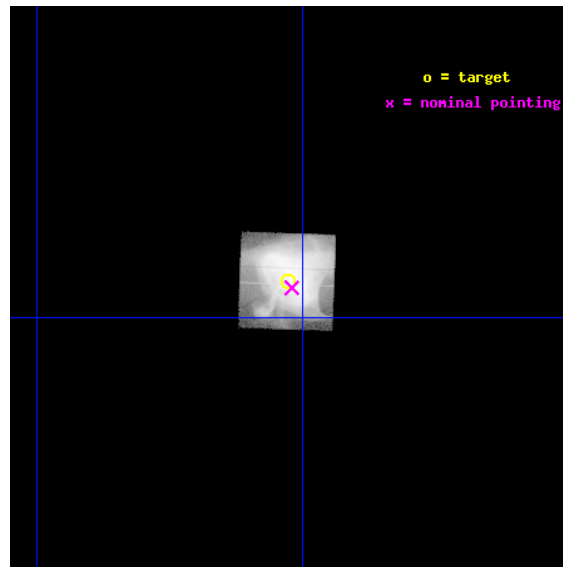 o = target
x = nominal pointing